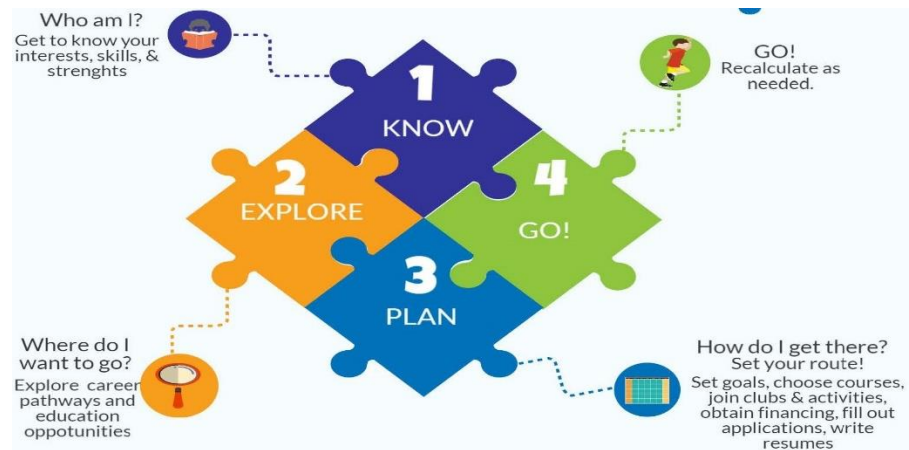 Who am I?
Get to know your
interests, skills, &
strenghts
1
KNOW
2
EXPLORE
Where do I
want to go?
Explore career
pathways and
education
oppotunities
3
PLAN
How do I get there?
Set your route!
Set goals, choose courses,
join clubs & activities,
obtain financing, fill out
applications, write
resumes
4
GO!
GO!
Recalculate as
needed.